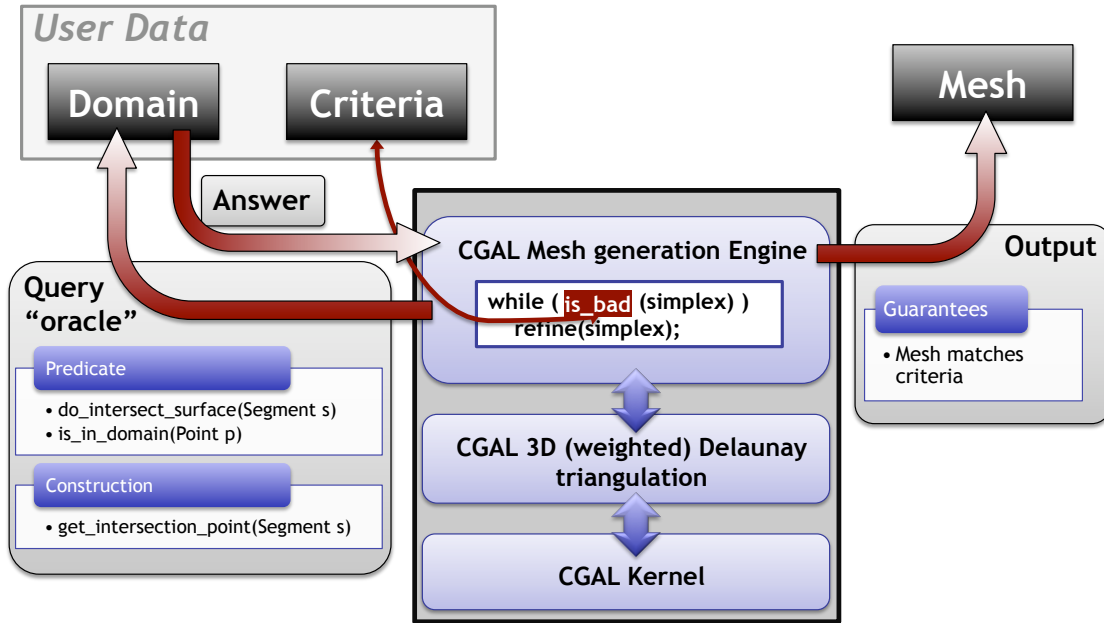 User Data
Domain
Criteria
Mesh
Answer
CGAL Mesh generation Engine
while ( is_bad (simplex) )
refine(simplex);
Query
“oracle”
Predicate
• do_intersect_surface(Segment s)
• is_in_domain(Point p)
Construction
• get_intersection_point(Segment s)
CGAL 3D (weighted) Delaunay
triangulation
CGAL Kernel
Output
Guarantees
• Mesh matches
criteria